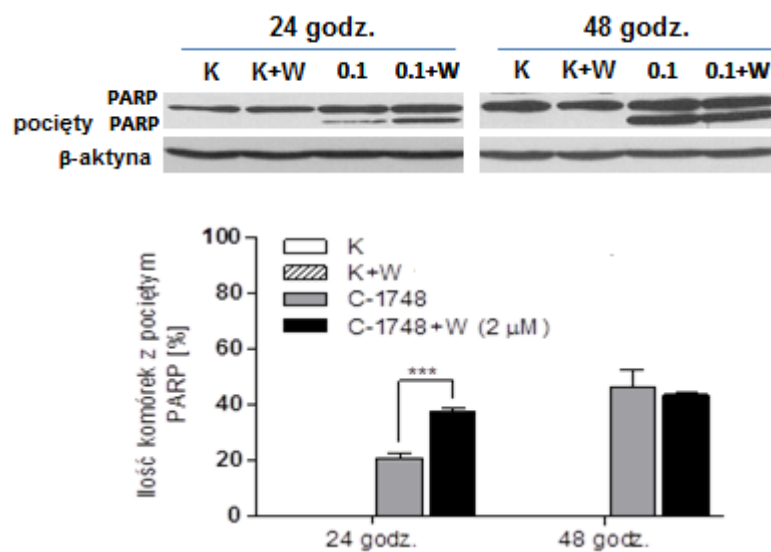 24 godz. 48 godz.
K K+W 0.1 0.1+W K K+W 0.1 0.1+W
PARP
pocięty PARP
β-aktyna
100
80
60
40
20
0
Ilość komórek z pociętym
PARP [%]
K
K+W
C-1748
C-1748+W (2 μM)
***
24 godz. 48 godz.